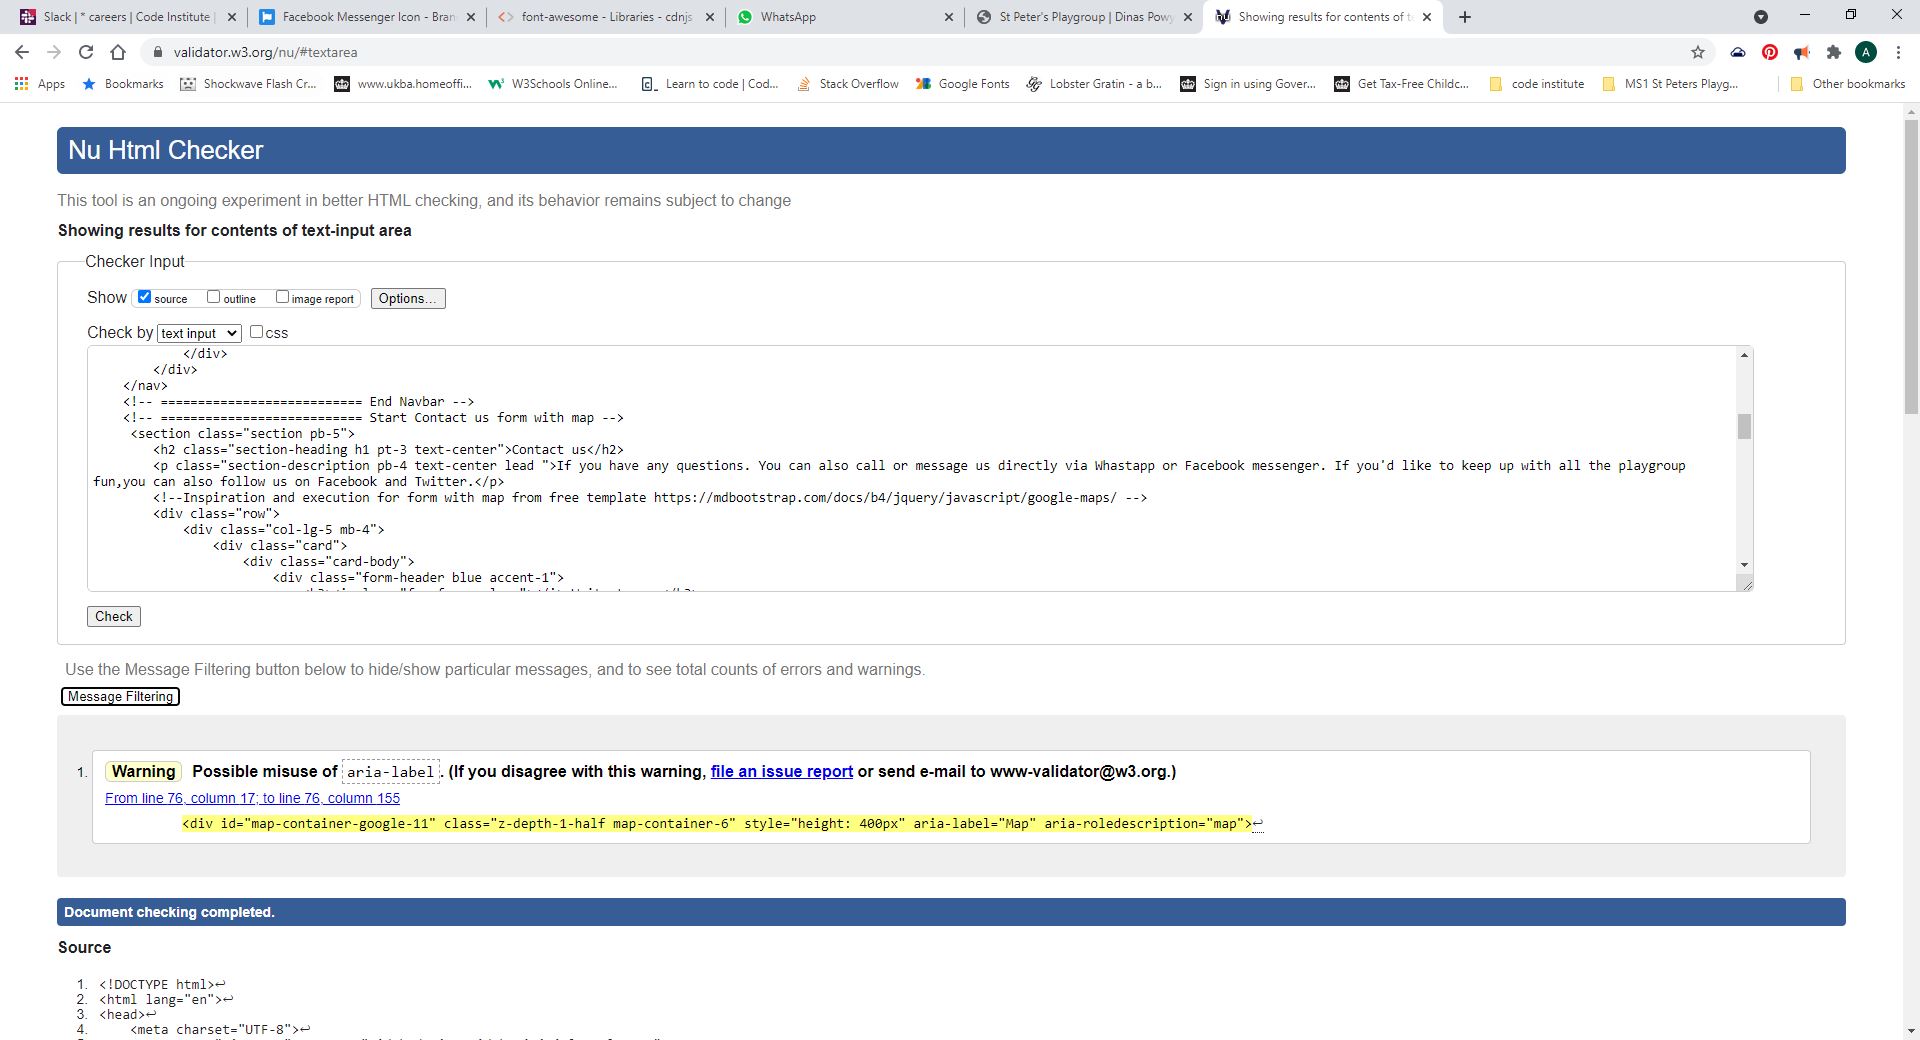 Slack | * careers | Code Institute |
Facebook Messenger Icon - Bran
font-awesome - Libraries - cdnjs
WhatsApp
St Peter's Playgroup | Dinas Powy
Showing results for contents of t
validator.w3.org/nu/#textarea
A
Apps
Bookmarks
Shockwave Flash Cr...
www.ukba.homeoffi...
W3Schools Online...
Learn to code | Cod...
Stack Overflow
Google Fonts
Lobster Gratin - a b...
Sign in using Gover...
Get Tax-Free Childc...
code institute
MS1 St Peters Playg...
Other bookmarks
Nu Html Checker
This tool is an ongoing experiment in better HTML checking, and its behavior remains subject to change
Showing results for contents of text-input area
Checker Input
Show source outline image report Options...
Check by text input css
</div>
</div>
</nav>
<!-- =========================== End Navbar -->
<!-- =========================== Start Contact us form with map -->
<section class="section pb-5">
<h2 class="section-heading h1 pt-3 text-center">Contact us</h2>
<p class="section-description pb-4 text-center lead ">If you have any questions. You can also call or message us directly via Whastapp or Facebook messenger. If you'd like to keep up with all the playgroup
fun,you can also follow us on Facebook and Twitter.</p>
<!--Inspiration and execution for form with map from free template https://mdbootstrap.com/docs/b4/jquery/javascript/google-maps/ -->
<div class="row">
<div class="col-lg-5 mb-4">
<div class="card">
<div class="card-body">
<div class="form-header blue accent-1">
Check
Use the Message Filtering button below to hide/show particular messages, and to see total counts of errors and warnings.
Message Filtering
1. Warning Possible misuse of aria-label. (If you disagree with this warning, file an issue report or send e-mail to www-validator@w3.org.)
From line 76, column 17; to line 76, column 155
<div id="map-container-google-11" class="z-depth-1-half map-container-6" style="height: 400px" aria-label="Map" aria-roledescription="map">↩
Document checking completed.
Source
1. <!DOCTYPE html>↩
2. <html lang="en">↩
3. <head>↩
4. <meta charset="UTF-8">↩